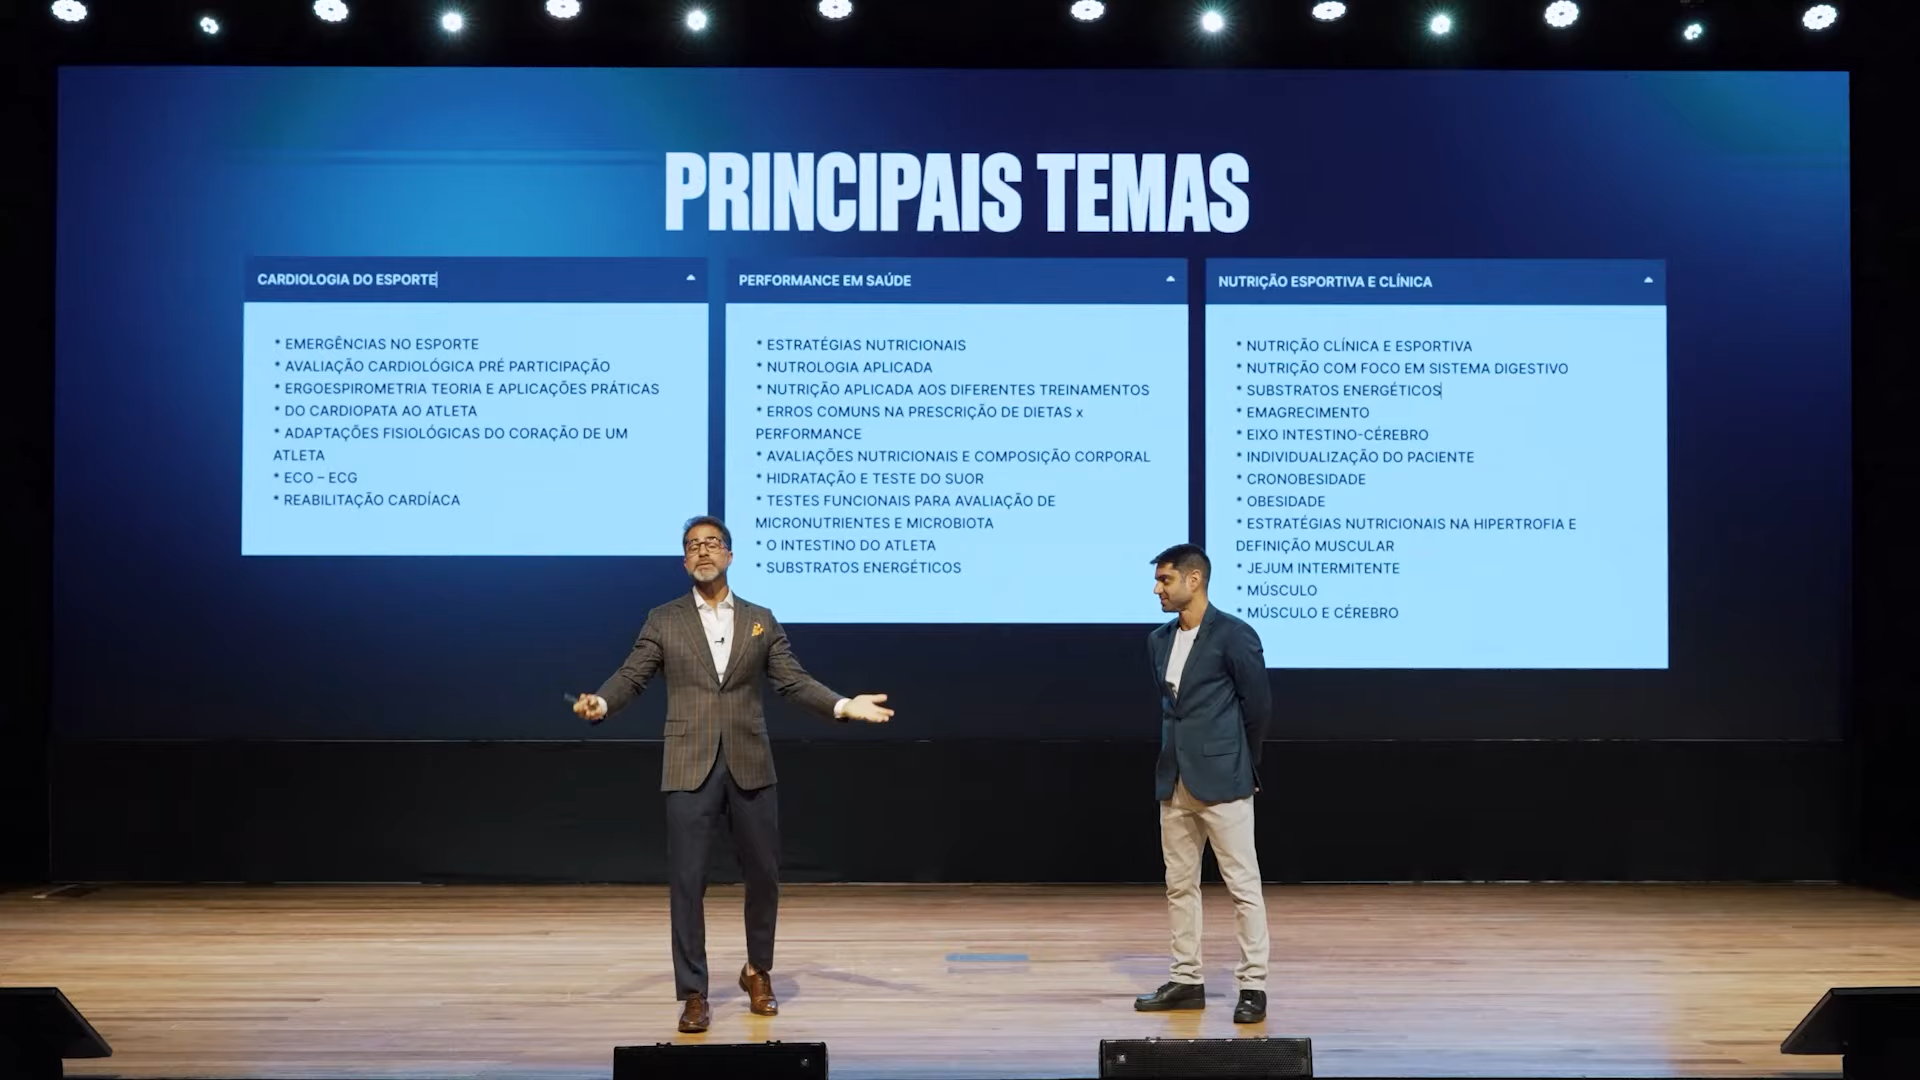 PRINCIPAIS TEMAS
CARDIOLOGIA DO ESPORTE
* EMERGÊNCIAS NO ESPORTE
* AVALIAÇÃO CARDIOLÓGICA PRÉ PARTICIPAÇÃO
* ERGOESPIROMETRIA TEORIA E APLICAÇÕES PRÁTICAS
* DO CARDIOPATA AO ATLETA
* ADAPTAÇÕES FISIOLÓGICAS DO CORAÇÃO DE UM
ATLETA
* ECO – ECG
* REABILITAÇÃO CARDÍACA
PERFORMANCE EM SAÚDE
* ESTRATÉGIAS NUTRICIONAIS
* NUTROLOGIA APLICADA
* NUTRIÇÃO APLICADA AOS DIFERENTES TREINAMENTOS
* ERROS COMUNS NA PRESCRIÇÃO DE DIETAS x
PERFORMANCE
* AVALIAÇÕES NUTRICIONAIS E COMPOSIÇÃO CORPORAL
* HIDRATAÇÃO E TESTE DO SUOR
* TESTES FUNCIONAIS PARA AVALIAÇÃO DE
MICRONUTRIENTES E MICROBIOTA
* O INTESTINO DO ATLETA
* SUBSTRATOS ENERGÉTICOS
NUTRIÇÃO ESPORTIVA E CLÍNICA
* NUTRIÇÃO CLÍNICA E ESPORTIVA
* NUTRIÇÃO COM FOCO EM SISTEMA DIGESTIVO
* SUBSTRATOS ENERGÉTICOS
* EMAGRECIMENTO
* EIXO INTESTINO-CÉREBRO
* INDIVIDUALIZAÇÃO DO PACIENTE
* CRONOBESIDADE
* OBESIDADE
* ESTRATÉGIAS NUTRICIONAIS NA HIPERTROFIA E
DEFINIÇÃO MUSCULAR
* JEJUM INTERMITENTE
* MÚSCULO
* MÚSCULO E CÉREBRO